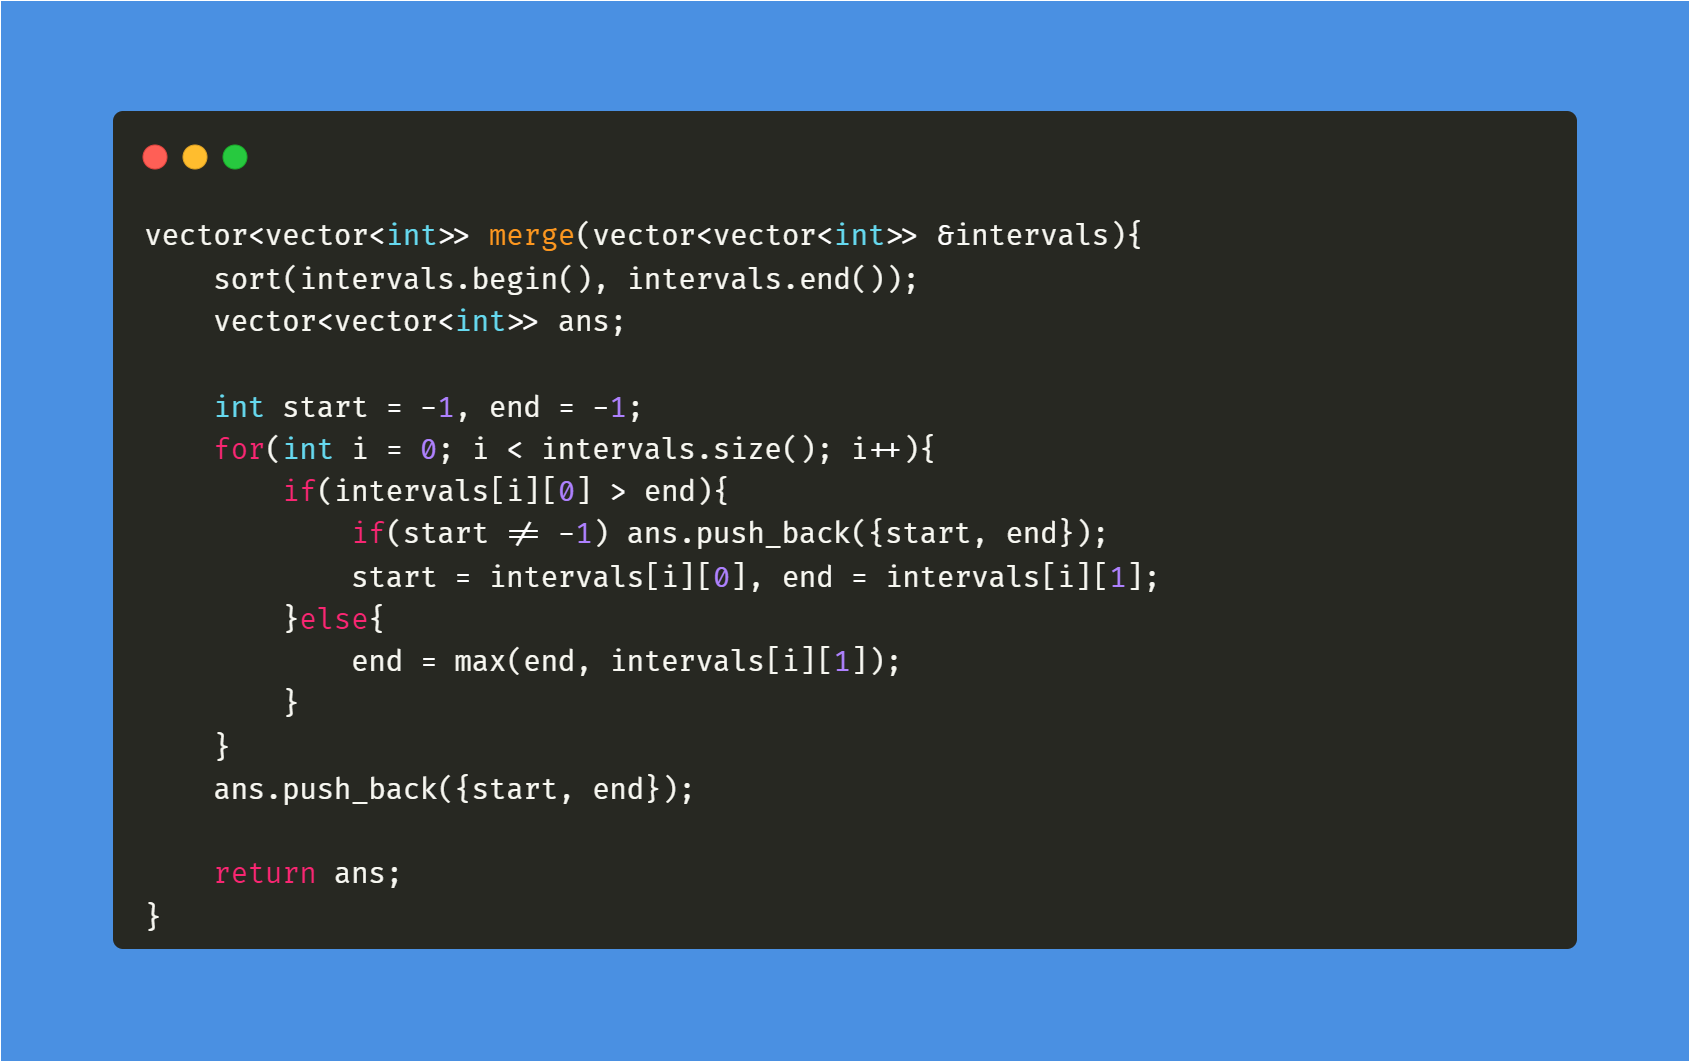 vector<vector<int>> merge(vector<vector<int>> &intervals){
    sort(intervals.begin(), intervals.end());
    vector<vector<int>> ans;

    int start = -1, end = -1;
    for(int i = 0; i < intervals.size(); i++){
        if(intervals[i][0] > end){
            if(start != -1) ans.push_back({start, end});
            start = intervals[i][0], end = intervals[i][1];
        }else{
            end = max(end, intervals[i][1]);
        }
    }
    ans.push_back({start, end});

    return ans;
}